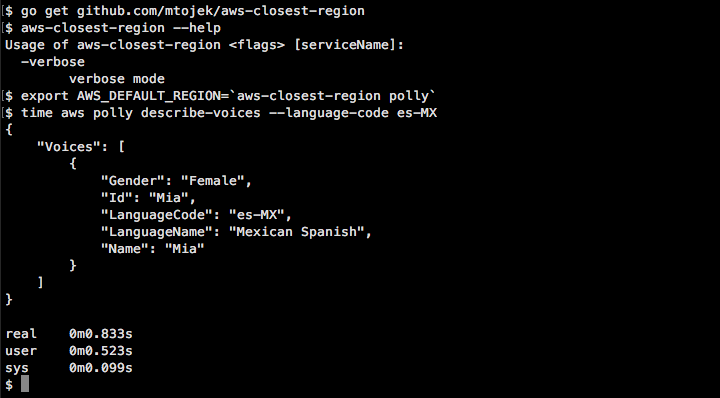 [$ go get github.com/mtojek/aws-closest-region
[$ aws-closest-region --help
Usage of aws-closest-region <flags> [serviceName]:
  -verbose
        verbose mode
[$ export AWS_DEFAULT_REGION=`aws-closest-region polly`
[$ time aws polly describe-voices --language-code es-MX
{
    "Voices": [
        {
            "Gender": "Female",
            "Id": "Mia",
            "LanguageCode": "es-MX",
            "LanguageName": "Mexican Spanish",
            "Name": "Mia"
        }
    ]
}

real    0m0.833s
user    0m0.523s
sys     0m0.099s
$